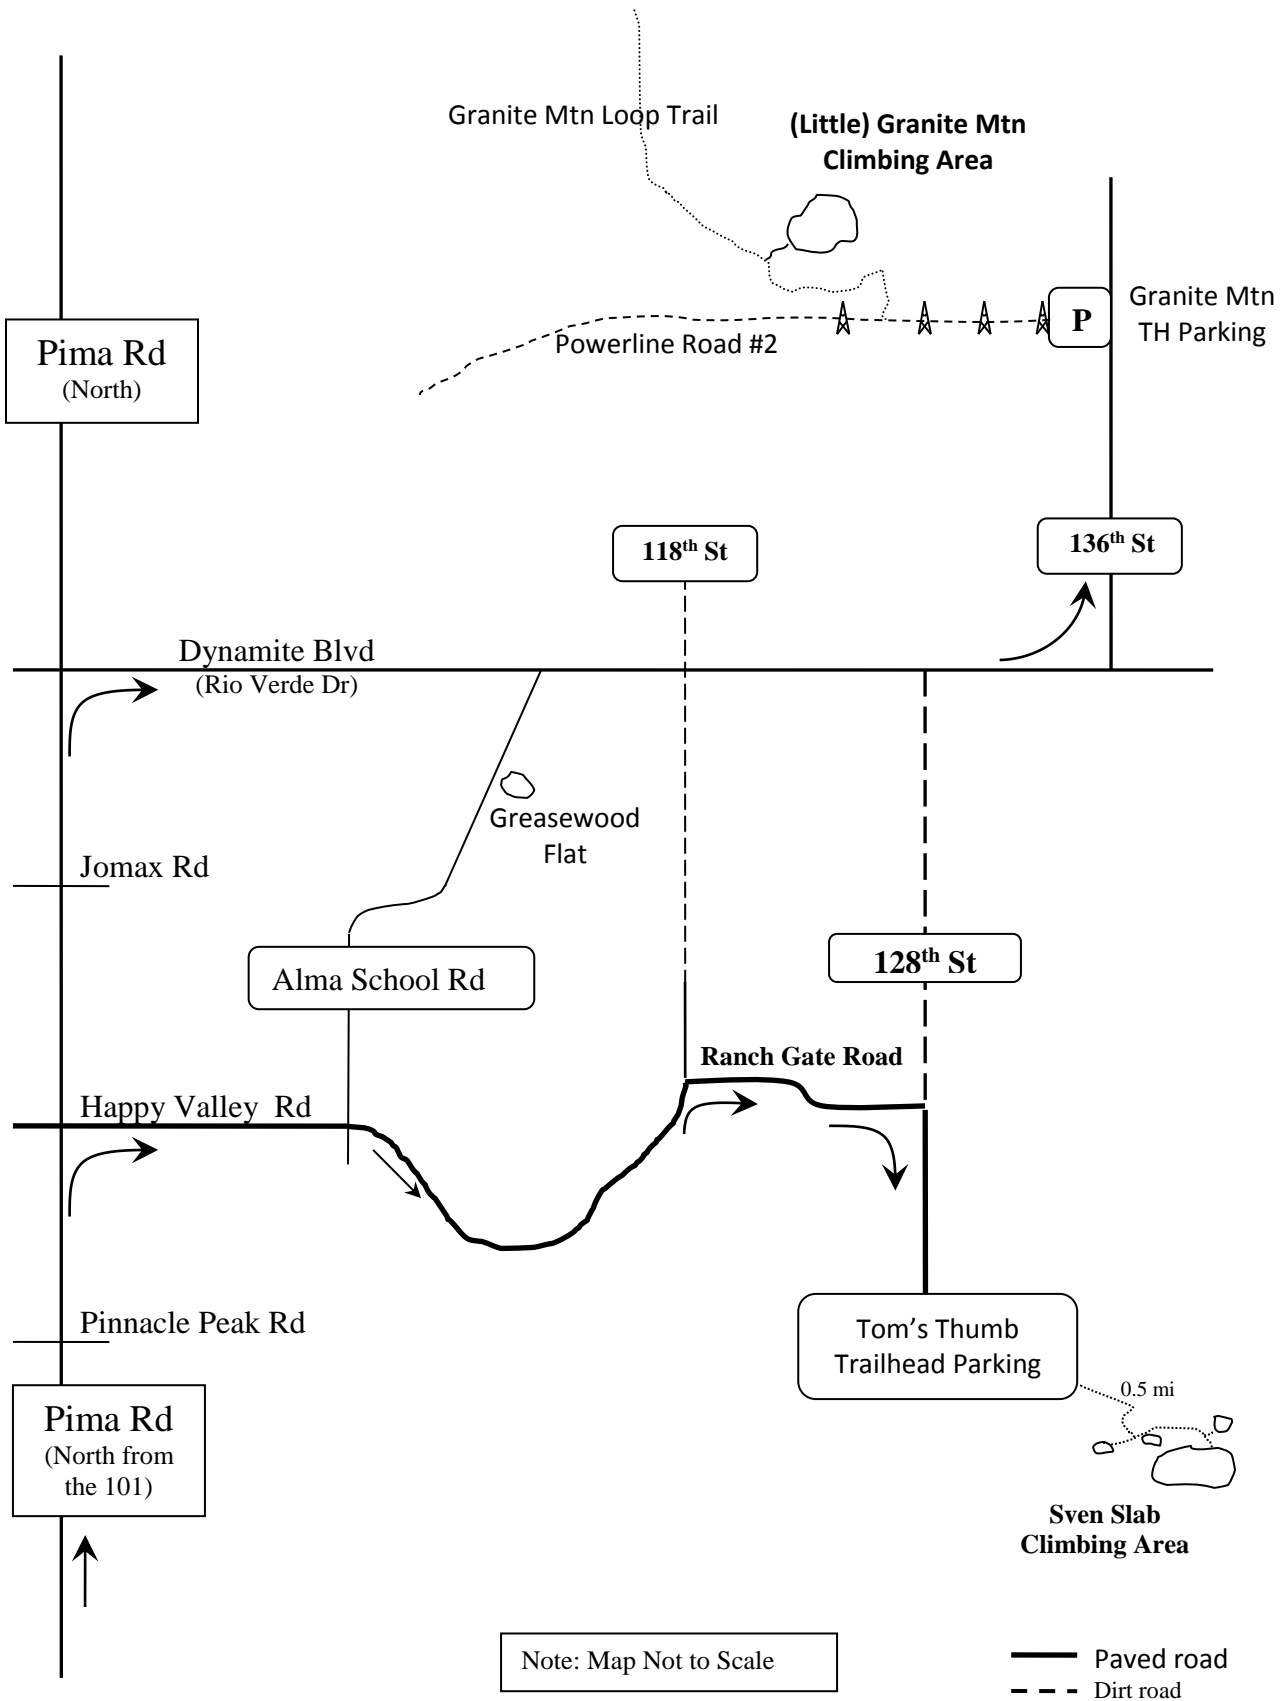 Granite Mtn Loop Trail
(Little) Granite Mtn
Climbing Area
Granite Mtn
TH Parking
P
Powerline Road #2
Pima Rd
(North)
118th St
136th St
Dynamite Blvd
(Rio Verde Dr)
Greasewood
Flat
Jomax Rd
Alma School Rd
128th St
Ranch Gate Road
Happy Valley  Rd
Pinnacle Peak Rd
Tom’s Thumb
Trailhead Parking
0.5 mi
Pima Rd
(North from
the 101)
Sven Slab
Climbing Area
Note: Map Not to Scale
Paved road
Dirt road